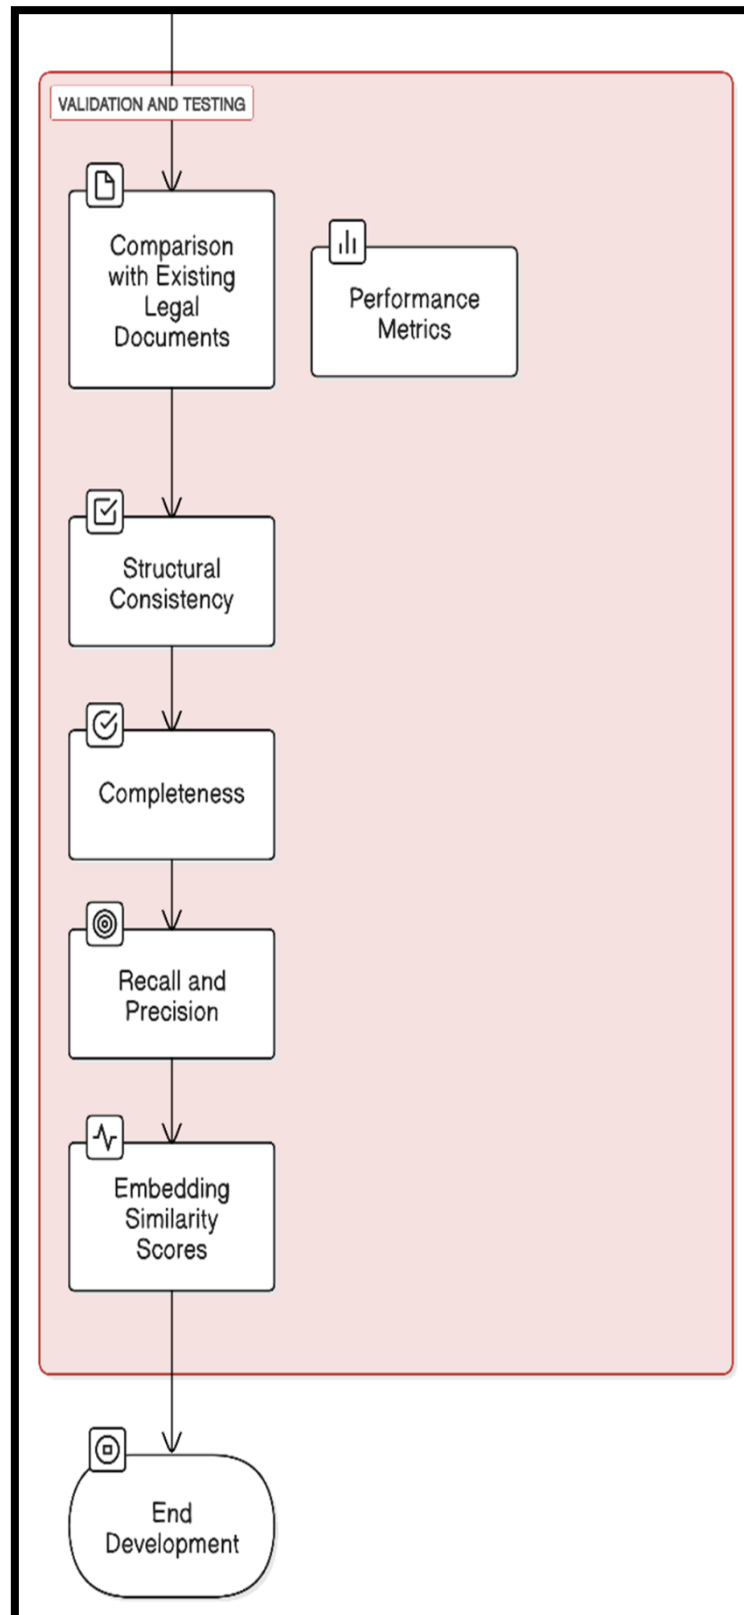 VALIDATION AND TESTING
Comparison
with Existing
Legal
Documents
Performance
Metrics
Structural
Consistency
Completeness
Recall and
Precision
Embedding
Similarity
Scores
End
Development